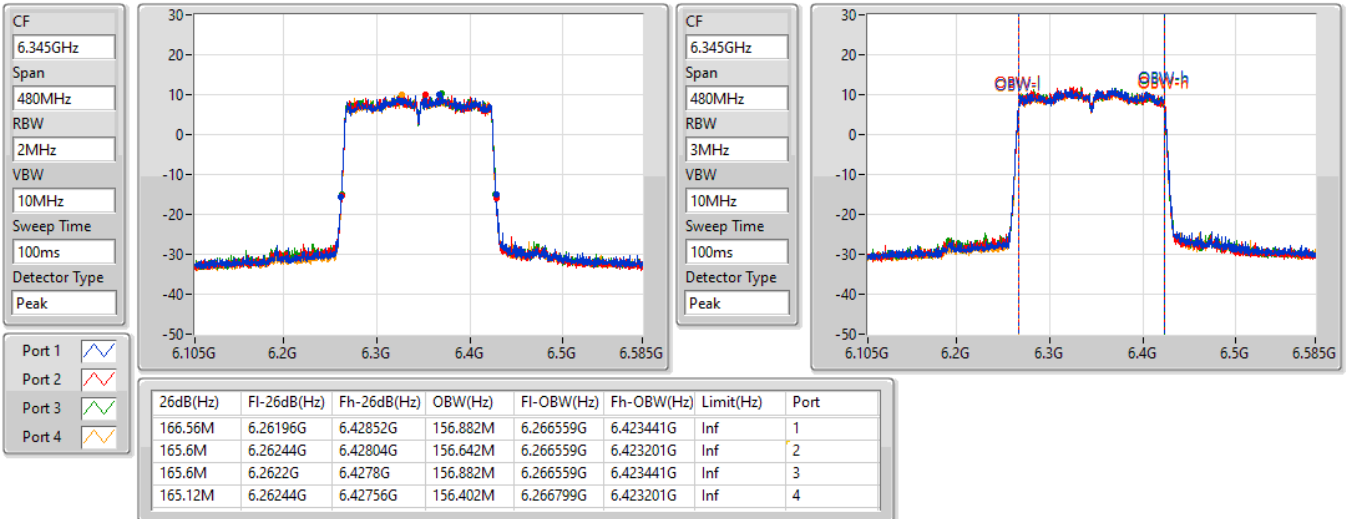 CF
6.345GHz
Span
480MHz
RBW
2MHz
VBW
10MHz
Sweep Time
100ms
Detector Type
Peak
30
20
10
0
-10
-20
-30
-40
-50
6.105G 6.2G 6.3G 6.4G 6.5G 6.585G
CF
6.345GHz
Span
480MHz
RBW
3MHz
VBW
10MHz
Sweep Time
100ms
Detector Type
Peak
30
20
10
0
-10
-20
-30
-40
-50
OBW-l OBW-h
6.105G 6.2G 6.3G 6.4G 6.5G 6.585G
Port 1
Port 2
Port 3
Port 4
26dB(Hz) Fl-26dB(Hz) Fh-26dB(Hz) OBW(Hz) Fl-OBW(Hz) Fh-OBW(Hz) Limit(Hz) Port
166.56M 6.26196G 6.42852G 156.882M 6.266559G 6.423441G Inf 1
165.6M 6.26244G 6.42804G 156.642M 6.266559G 6.423201G Inf 2
165.6M 6.2622G 6.4278G 156.882M 6.266559G 6.423441G Inf 3
165.12M 6.26244G 6.42756G 156.402M 6.266799G 6.423201G Inf 4